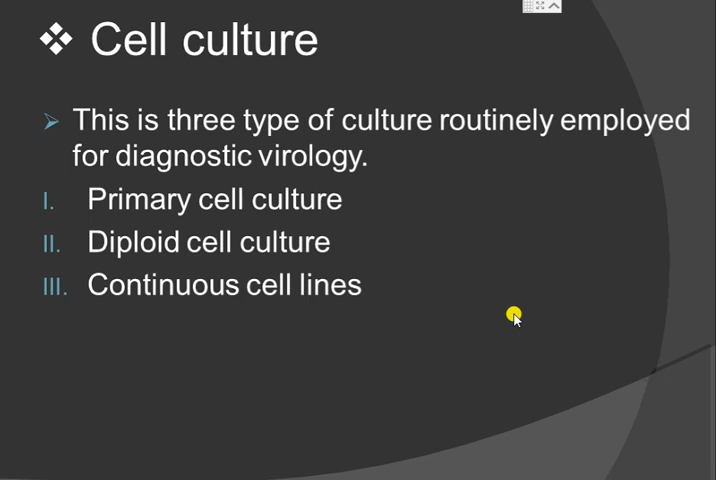 ❖ Cell culture
➢ This is three type of culture routinely employed
for diagnostic virology.
I. Primary cell culture
II. Diploid cell culture
III. Continuous cell lines